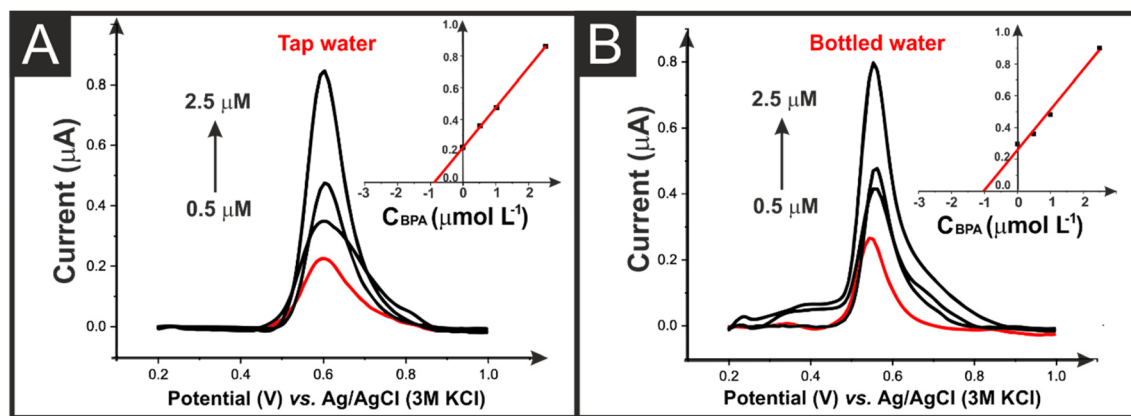 A
Tap water
2.5 μM
0.5 μM
Current (μA)
0.8
0.6
0.4
0.2
0.0
0.2 0.4 0.6 0.8 1.0
Potential (V) vs. Ag/AgCl (3M KCl)
1.0
0.8
0.6
0.4
0.2
0.0
-3 -2 -1 0 1 2
CBPA (μmol L-1)
B
Bottled water
2.5 μM
0.5 μM
Current (μA)
0.8
0.6
0.4
0.2
0.0
0.2 0.4 0.6 0.8 1.0
Potential (V) vs. Ag/AgCl (3M KCl)
1.0
0.8
0.6
0.4
0.2
0.0
-3 -2 -1 0 1 2
CBPA (μmol L-1)